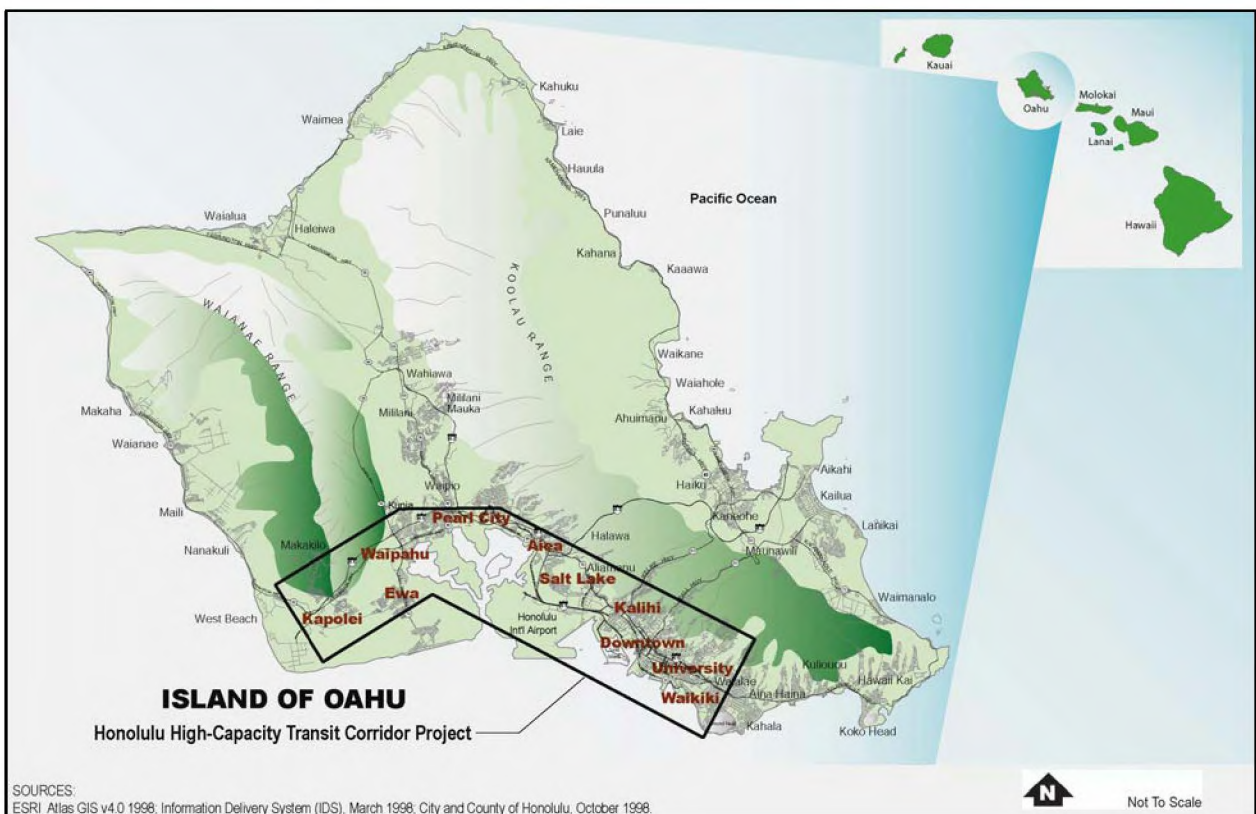 Kauai
Oahu
Molokai
Maui
Lanai
Hawaii
Pacific Ocean
Kahuku
Waimea
Laie
Hauula
Punaluu
Waialua
Haleiwa
Kahana
Kaaawa
KOOLAU RANGE
WAIANAE RANGE
Waikane
Wahiawa
Waiahole
Mililani
Mauka
Kahaluu
Makaha
Mililani
Ahuimanu
Waianae
Aikahi
Waipio
Haiku
Kailua
Maili
Kunia
Kaneohe
Pearl City
Lanikai
Nanakuli
Makakilo
Waipahu
Aiea
Halawa
Maunawili
Aliamanu
Salt Lake
Ewa
Waimanalo
West Beach
Kapolei
Honolulu
Int'l Airport
Kalihi
Downtown
University
Kuliouou
Waialae
Hawaii Kai
Waikiki
Aina Haina
Kahala
Koko Head
ISLAND OF OAHU
Honolulu High-Capacity Transit Corridor Project
SOURCES:
ESRI Atlas GIS v4.0 1998; Information Delivery System (IDS), March 1998; City and County of Honolulu, October 1998.
N
Not To Scale